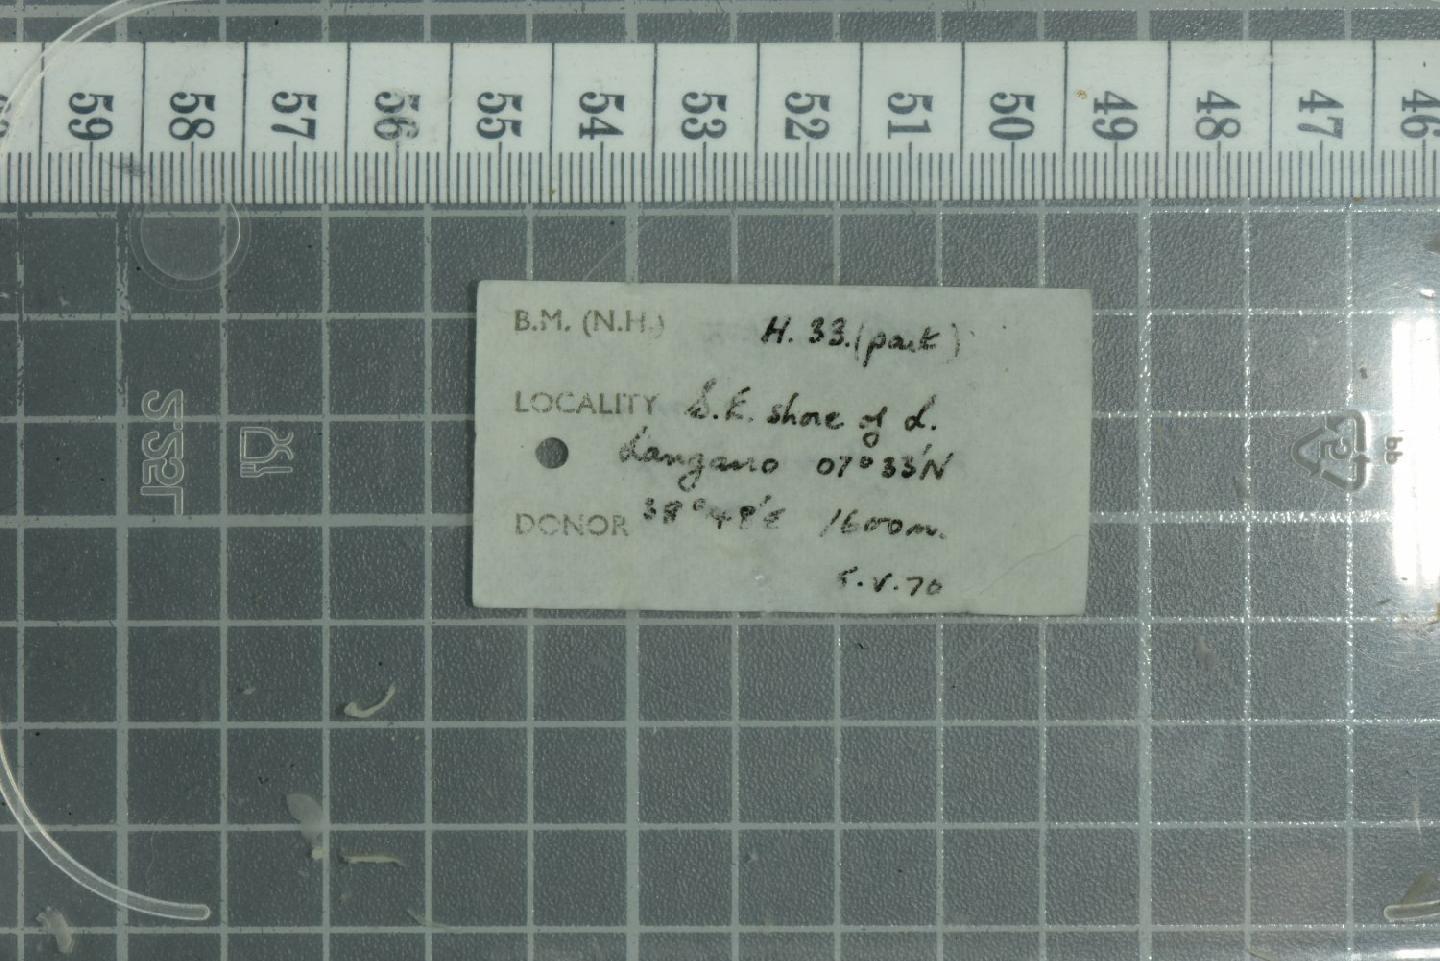 59 58 57 56 55 54 53 52 51 50 49 48 47 46
B.M. (N.H.) H. 33. (part)
LOCALITY S.E. shore of L.
Langano 07°33'N
DONOR 38°48'E 1600m.
5.V.70